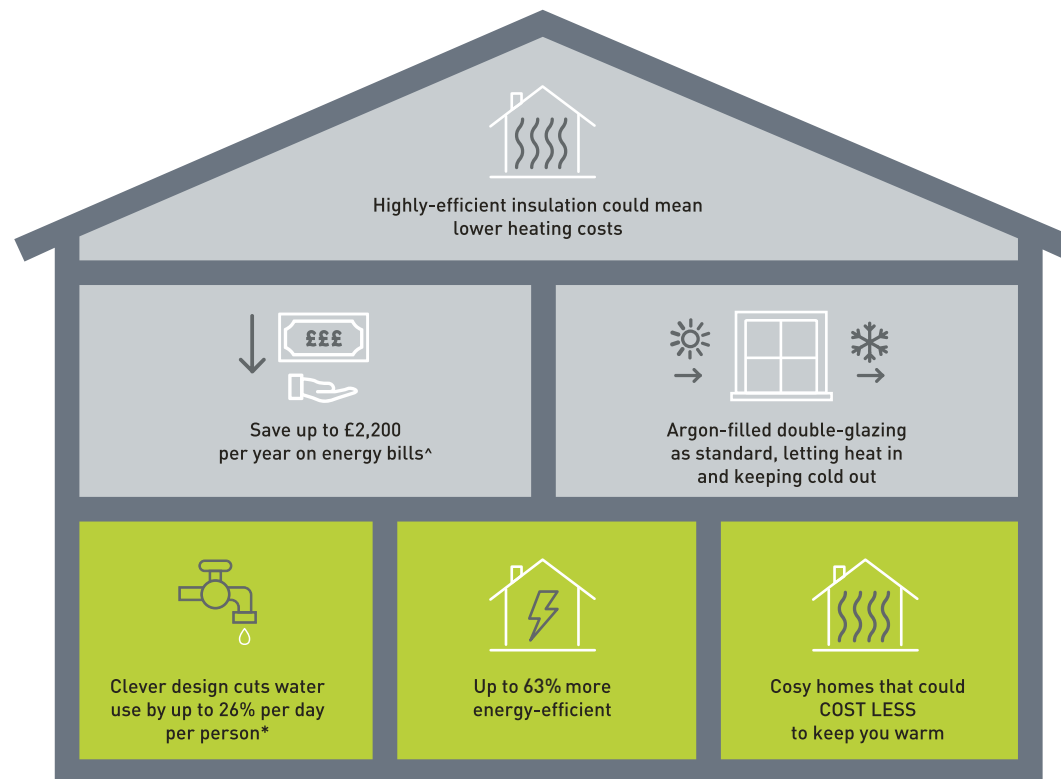 Highly-efficient insulation could mean
lower heating costs
£££
Save up to £2,200
per year on energy bills^
Argon-filled double-glazing
as standard, letting heat in
and keeping cold out
Clever design cuts water
use by up to 26% per day
per person*
Up to 63% more
energy-efficient
Cosy homes that could
COST LESS
to keep you warm